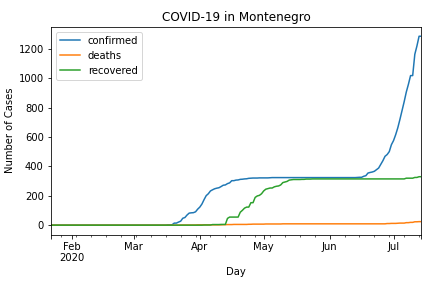 COVID-19 in Montenegro
confirmed
deaths
recovered
Number of Cases
1200
1000
800
600
400
200
0
Feb Mar Apr May Jun Jul
2020
Day